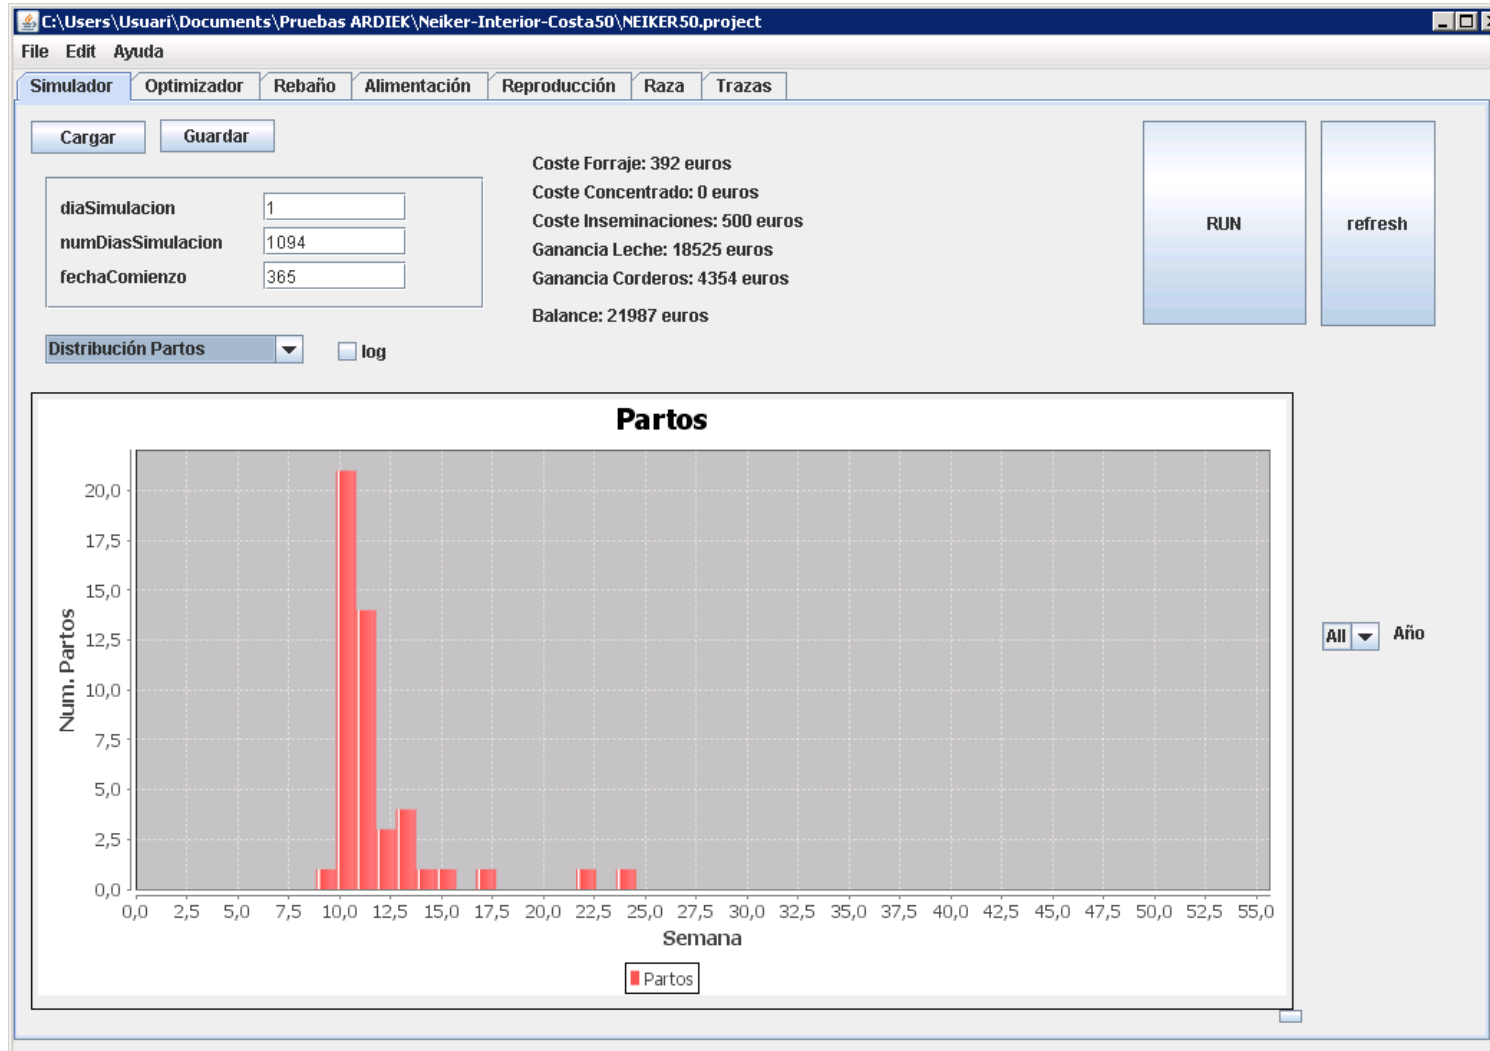 C:\Users\Usuari\Documents\Pruebas ARDIEK\Neiker-Interior-Costa50\NEIKER50.project
File Edit Ayuda
Simulador Optimizador Rebaño Alimentación Reproducción Raza Trazas
Cargar Guardar
diaSimulacion 1
numDiasSimulacion 1094
fechaComienzo 365
Coste Forraje: 392 euros
Coste Concentrado: 0 euros
Coste Inseminaciones: 500 euros
Ganancia Leche: 18525 euros
Ganancia Corderos: 4354 euros
Balance: 21987 euros
RUN
refresh
Distribución Partos
log
Partos
Num. Partos
20,0
17,5
15,0
12,5
10,0
7,5
5,0
2,5
0,0
0,0 2,5 5,0 7,5 10,0 12,5 15,0 17,5 20,0 22,5 25,0 27,5 30,0 32,5 35,0 37,5 40,0 42,5 45,0 47,5 50,0 52,5 55,0
Semana
Partos
All Año